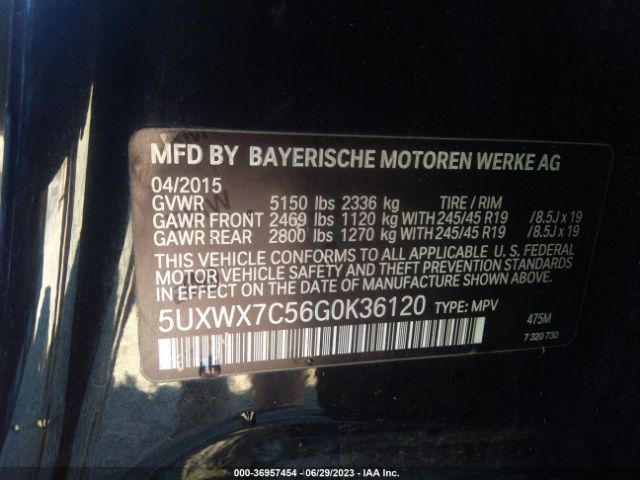 MFD BY BAYERISCHE MOTOREN WERKE AG
04/2015
GVWR 5150 lbs 2336 kg TIRE / RIM
GAWR FRONT 2469 lbs 1120 kg WITH 245/45 R19 / 8.5J x 19
GAWR REAR 2800 lbs 1270 kg WITH 245/45 R19 / 8.5J x 19
THIS VEHICLE CONFORMS TO ALL APPLICABLE U. S. FEDERAL
MOTOR VEHICLE SAFETY AND THEFT PREVENTION STANDARDS
IN EFFECT ON THE DATE OF MANUFACTURE SHOWN ABOVE.
5UXWX7C56G0K36120 TYPE: MPV
475M
7 320 730
000-36957454 - 06/29/2023 - IAA Inc.